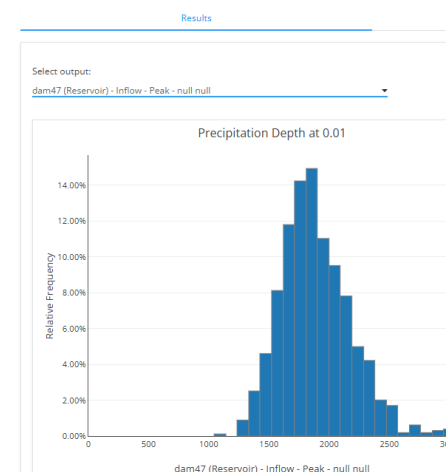 Results
Select output:
dam47 (Reservoir) - Inflow - Peak - null null
Precipitation Depth at 0.01
Relative Frequency
14.00%
12.00%
10.00%
8.00%
6.00%
4.00%
2.00%
0.00%
0 500 1000 1500 2000 2500
dam47 (Reservoir) - Inflow - Peak - null null